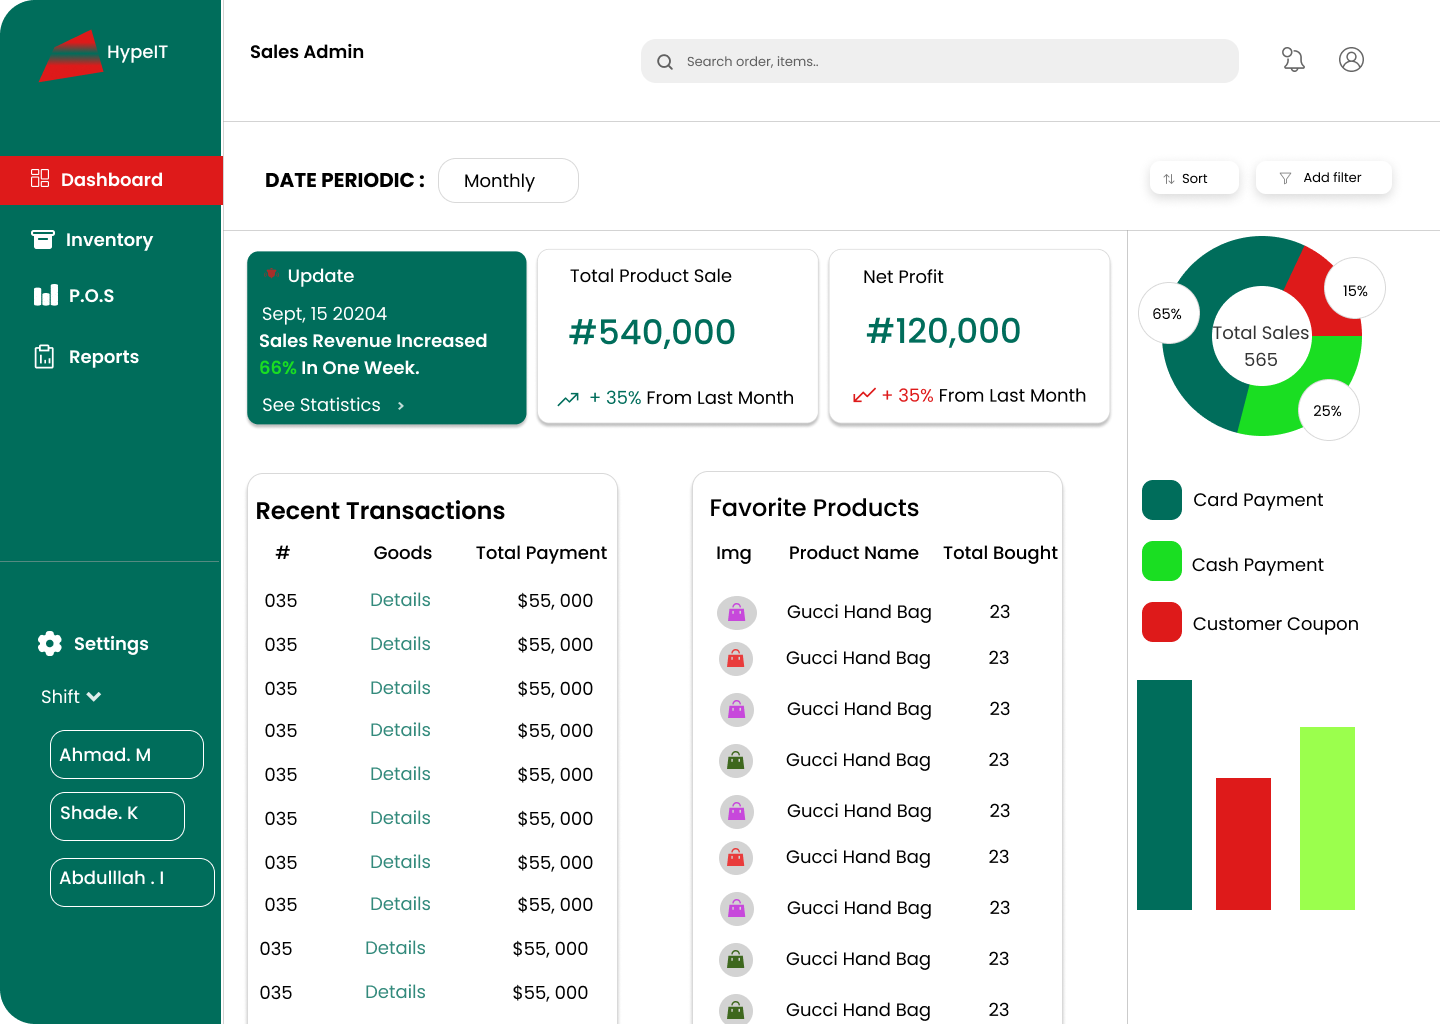 HypeIT
Sales Admin
Search order, items..
Dashboard
Inventory
P.O.S
Reports
Settings
Shift
Ahmad. M
Shade. K
Abdulllah . I
DATE PERIODIC :
Monthly
Sort
Add filter
Update
Sept, 15 20204
Sales Revenue Increased
66% In One Week.
See Statistics
Total Product Sale
#540,000
+ 35% From Last Month
Net Profit
#120,000
+ 35% From Last Month
Recent Transactions
# Goods Total Payment
035 Details $55, 000
035 Details $55, 000
035 Details $55, 000
035 Details $55, 000
035 Details $55, 000
035 Details $55, 000
035 Details $55, 000
035 Details $55, 000
035 Details $55, 000
035 Details $55, 000
Favorite Products
Img Product Name Total Bought
Gucci Hand Bag 23
Gucci Hand Bag 23
Gucci Hand Bag 23
Gucci Hand Bag 23
Gucci Hand Bag 23
Gucci Hand Bag 23
Gucci Hand Bag 23
Gucci Hand Bag 23
Gucci Hand Bag 23
65%
15%
Total Sales
565
25%
Card Payment
Cash Payment
Customer Coupon